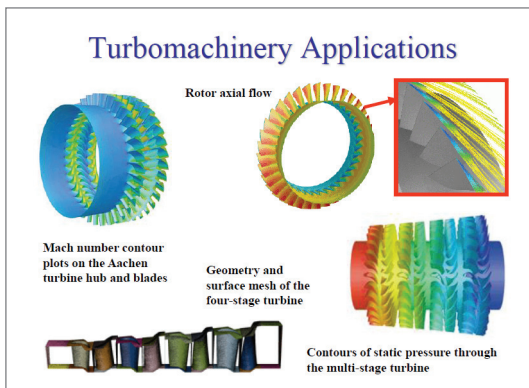 Turbomachinery Applications
Rotor axial flow
Mach number contour
plots on the Aachen
turbine hub and blades
Geometry and
surface mesh of the
four-stage turbine
Contours of static pressure through
the multi-stage turbine